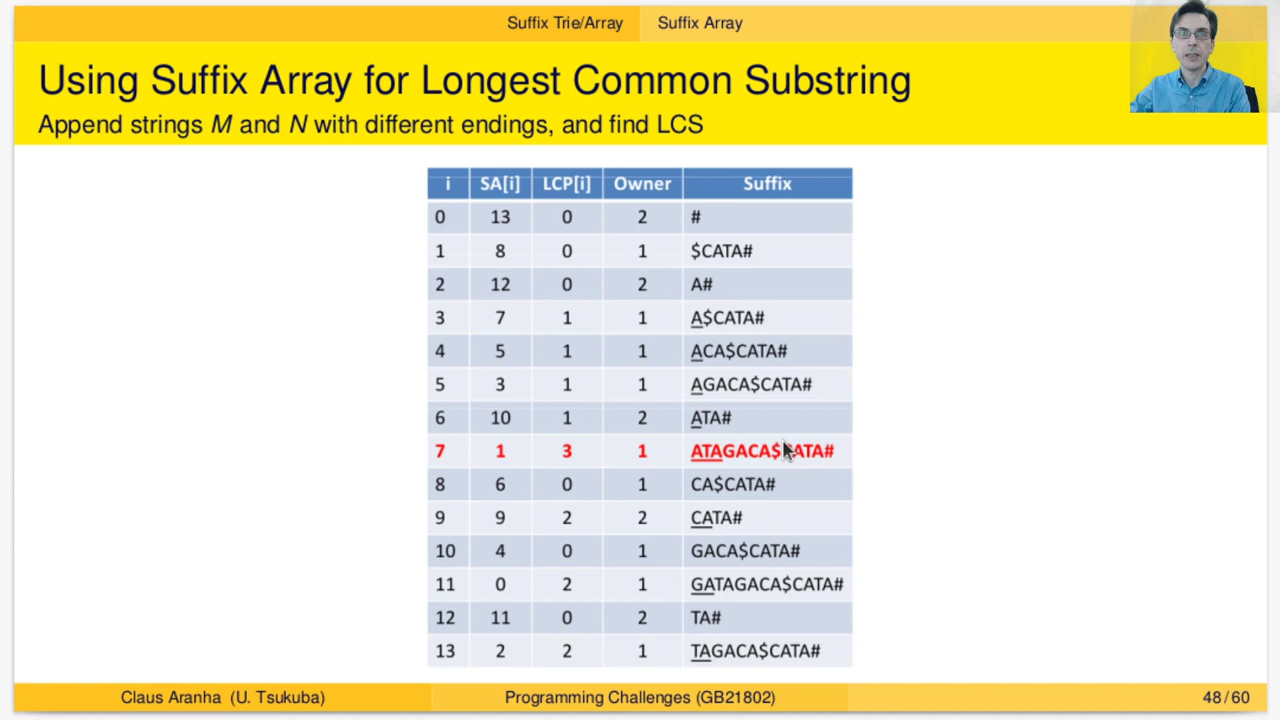 Suffix Trie/Array Suffix Array
Using Suffix Array for Longest Common Substring
Append strings M and N with different endings, and find LCS
i SA[i] LCP[i] Owner Suffix
0 13 0 2 #
1 8 0 1 $CATA#
2 12 0 2 A#
3 7 1 1 A$CATA#
4 5 1 1 ACA$CATA#
5 3 1 1 AGACA$CATA#
6 10 1 2 ATA#
7 1 3 1 ATAGACA$CATA#
8 6 0 1 CA$CATA#
9 9 2 2 CATA#
10 4 0 1 GACA$CATA#
11 0 2 1 GATAGACA$CATA#
12 11 0 2 TA#
13 2 2 1 TAGACA$CATA#
Claus Aranha (U. Tsukuba) Programming Challenges (GB21802) 48 / 60